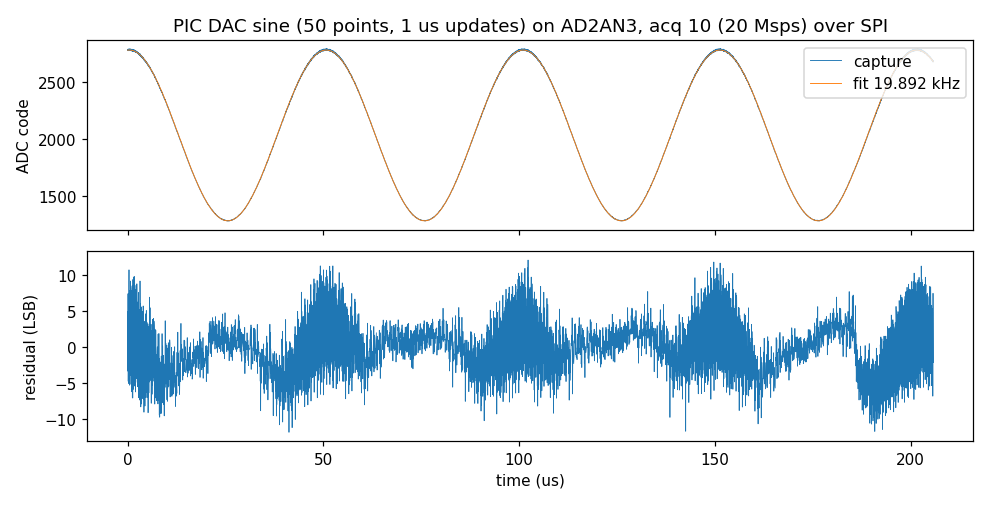 PIC DAC sine (50 points, 1 us updates) on AD2AN3, acq 10 (20 Msps) over SPI
ADC code
2500
2000
1500
capture
fit 19.892 kHz
residual (LSB)
10
5
0
−5
−10
0
50
100
150
200
time (us)